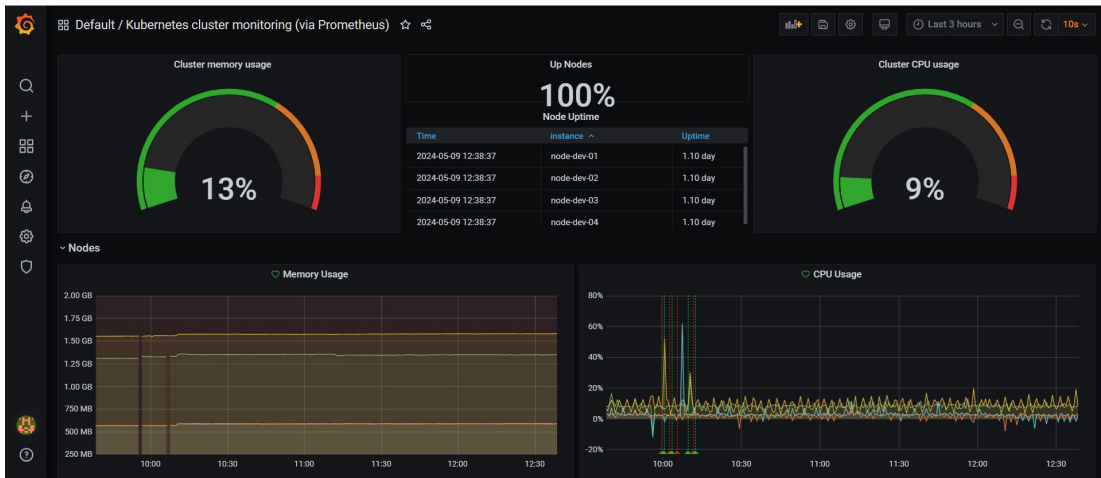 Default / Kubernetes cluster monitoring (via Prometheus)
Last 3 hours
10s
Cluster memory usage
13%
Up Nodes
100%
Node Uptime
Time instance Uptime
2024-05-09 12:38:37 node-dev-01 1.10 day
2024-05-09 12:38:37 node-dev-02 1.10 day
2024-05-09 12:38:37 node-dev-03 1.10 day
2024-05-09 12:38:37 node-dev-04 1.10 day
Cluster CPU usage
9%
Nodes
Memory Usage
2.00 GB
1.75 GB
1.50 GB
1.25 GB
1.00 GB
750 MB
500 MB
250 MB
10:00 10:30 11:00 11:30 12:00 12:30
CPU Usage
80%
60%
40%
20%
0%
-20%
10:00 10:30 11:00 11:30 12:00 12:30